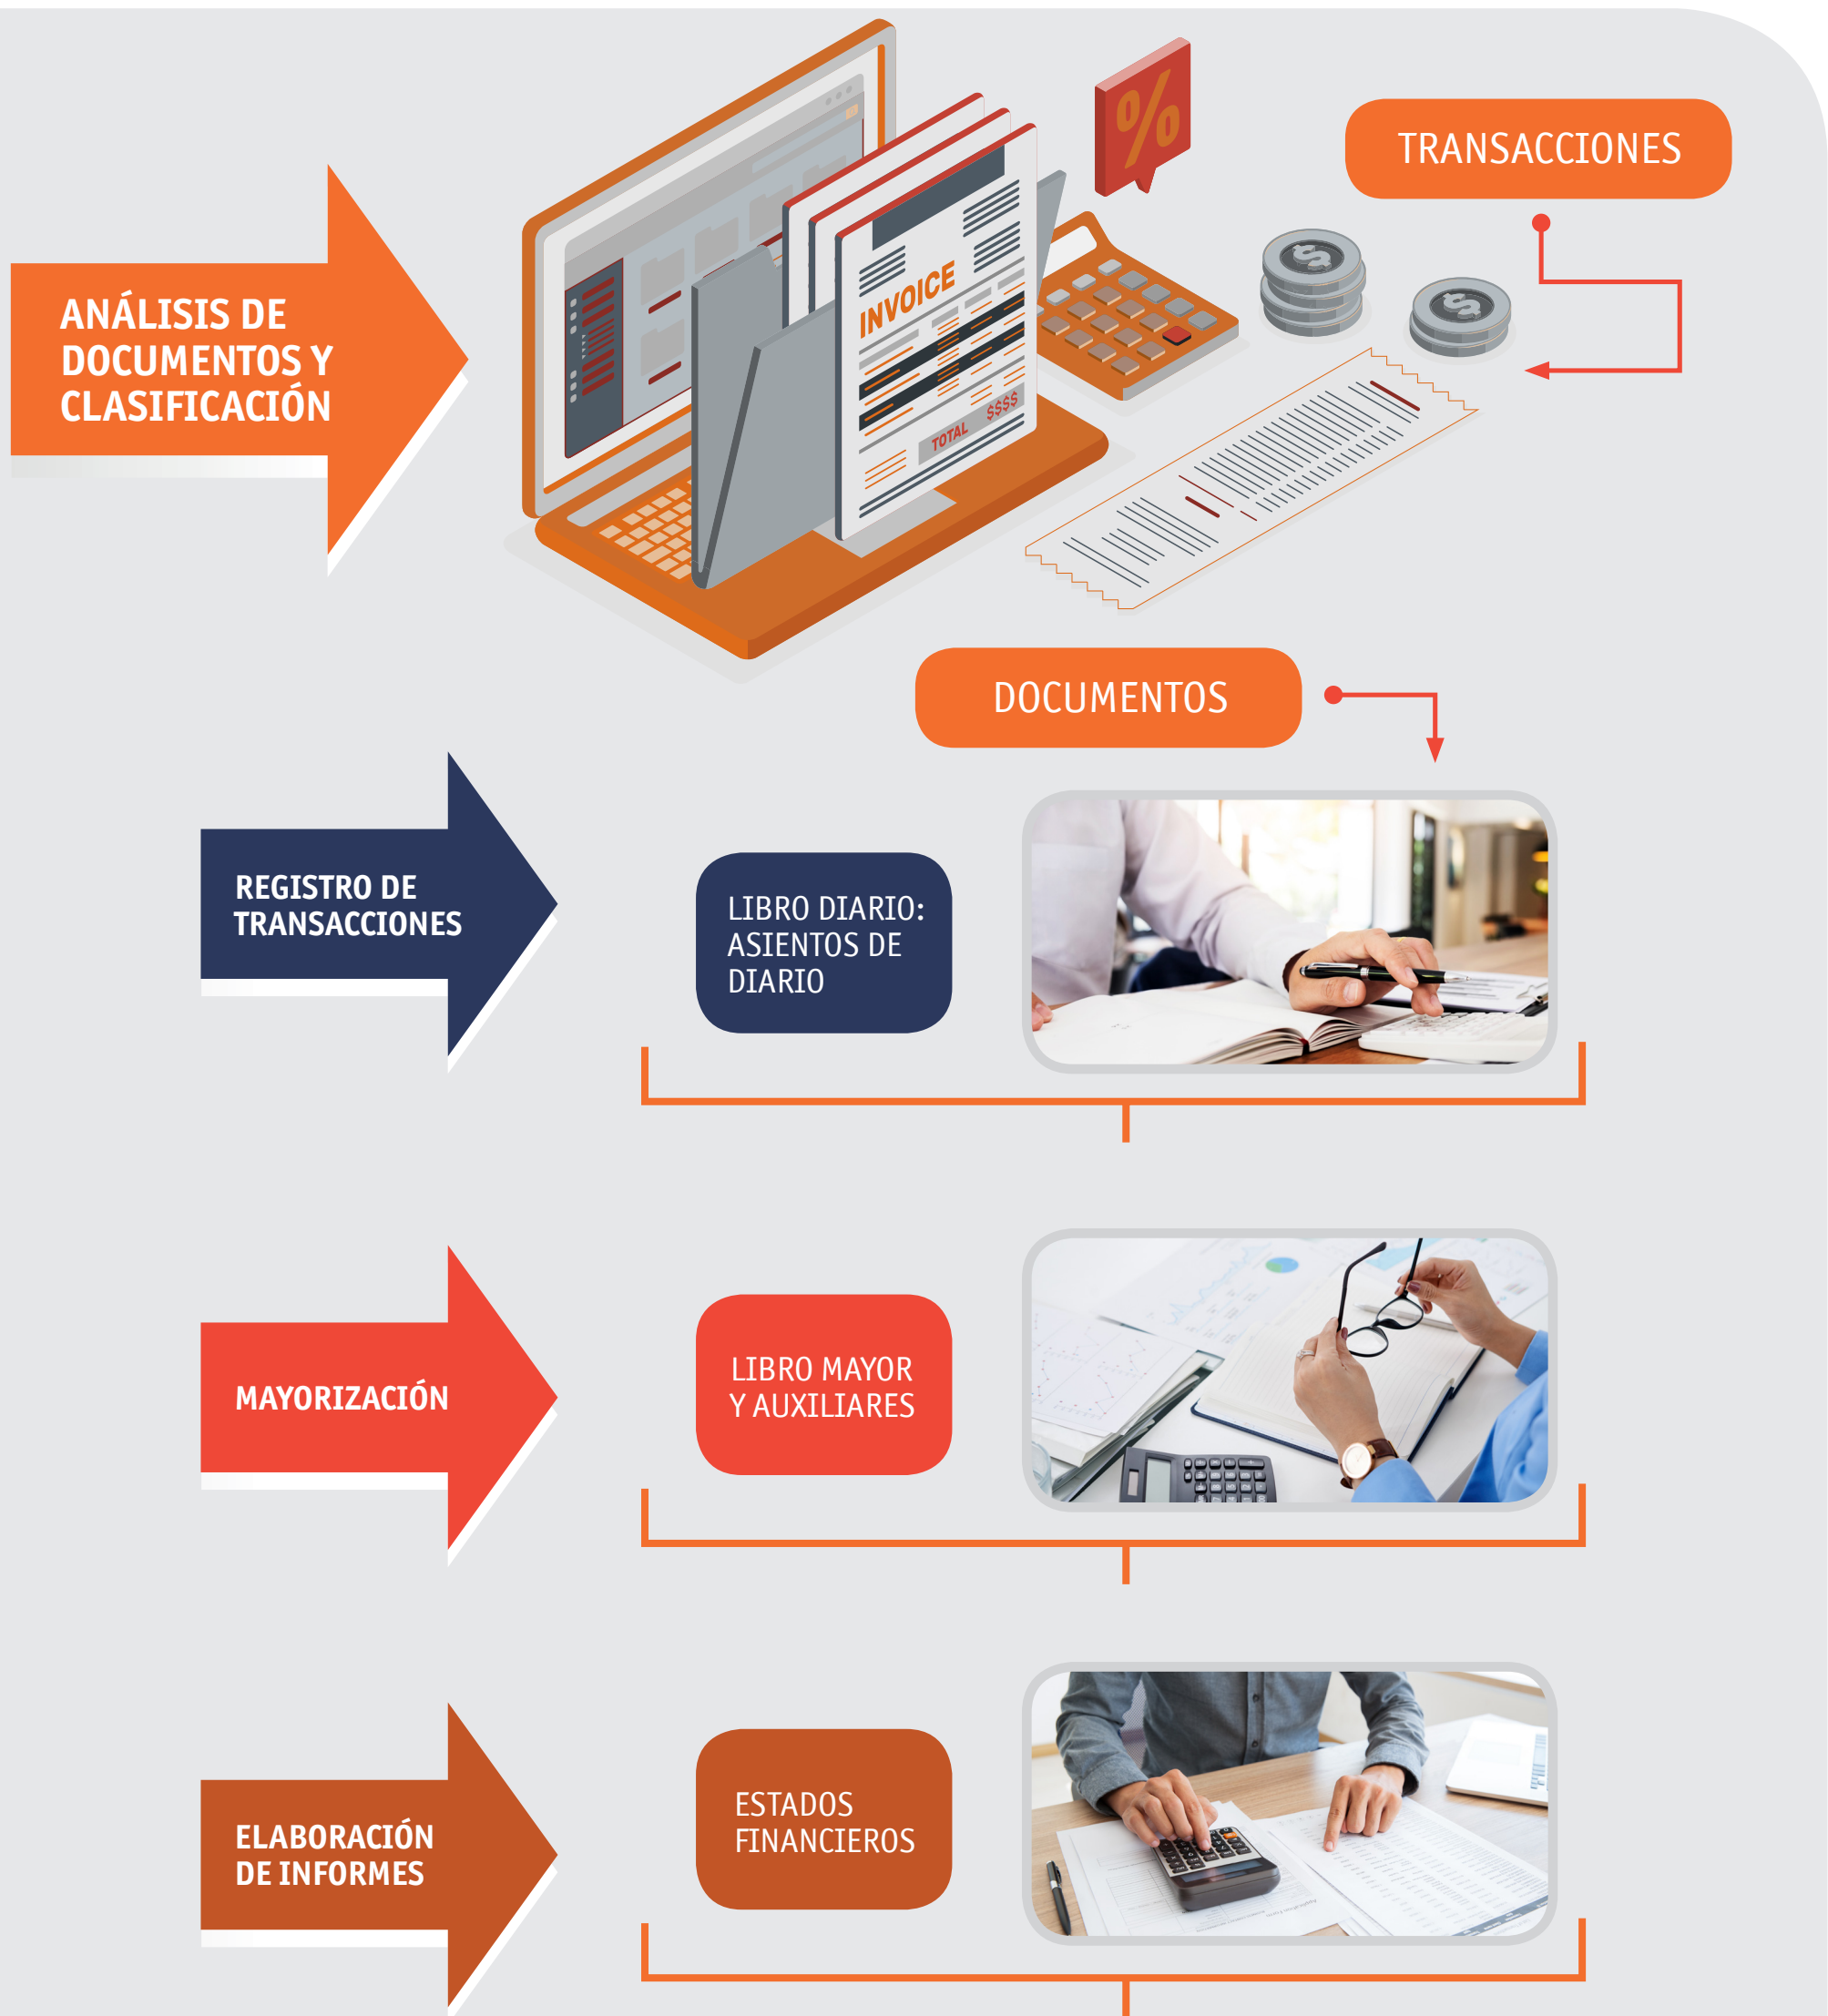 TRANSACCIONES
ANÁLISIS DE
DOCUMENTOS Y
CLASIFICACIÓN
INVOICE
TOTAL $$$$
%
DOCUMENTOS
REGISTRO DE
TRANSACCIONES
LIBRO DIARIO:
ASIENTOS DE
DIARIO
MAYORIZACIÓN
LIBRO MAYOR
Y AUXILIARES
ELABORACIÓN
DE INFORMES
ESTADOS
FINANCIEROS